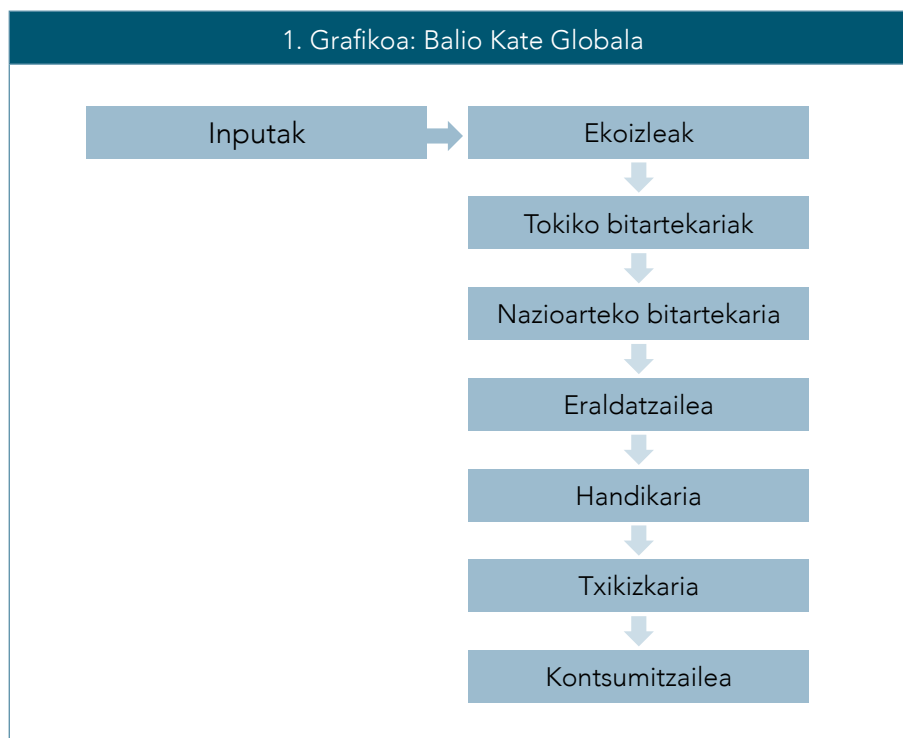 1. Grafikoa: Balio Kate Globala
Inputak
Ekoizleak
Tokiko bitartekariak
Nazioarteko bitartekaria
Eraldatzailea
Handikaria
Txikizkaria
Kontsumitzailea